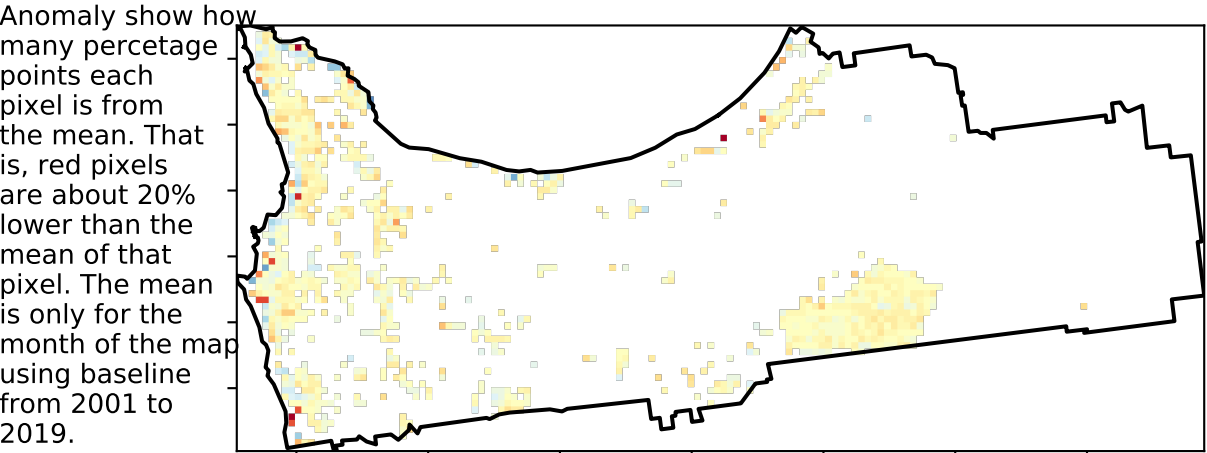 Anomaly show how
many percetage
points each
pixel is from
the mean. That
is, red pixels
are about 20%
lower than the
mean of that
pixel. The mean
is only for the
month of the map
using baseline
from 2001 to
2019.